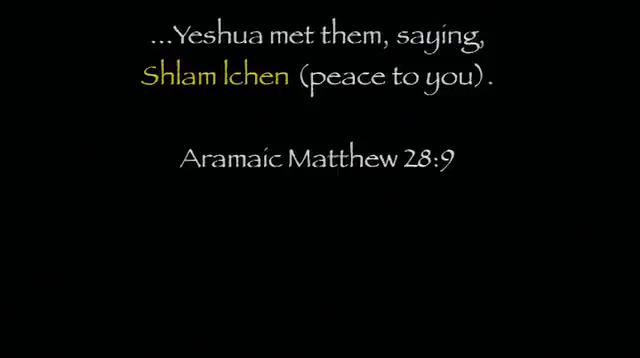 ...Yeshua met them, saying,
Shlam lchen (peace to you).
Aramaic Matthew 28:9